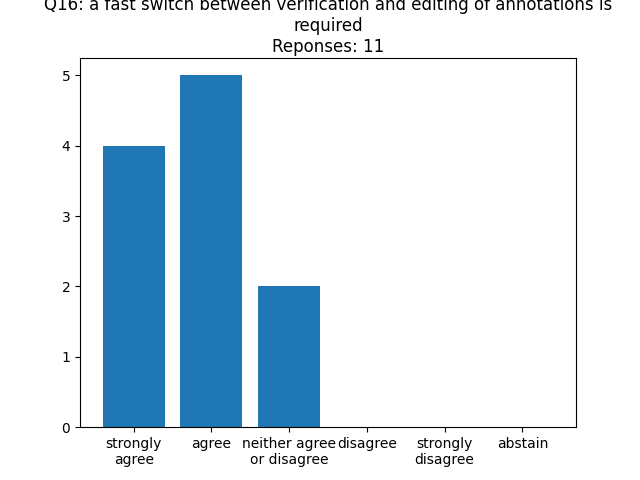 Q16: a fast switch between verification and editing of annotations is
required
Reponses: 11
5
4
3
2
1
0
strongly
agree
agree
neither agree
or disagree
disagree
strongly
disagree
abstain